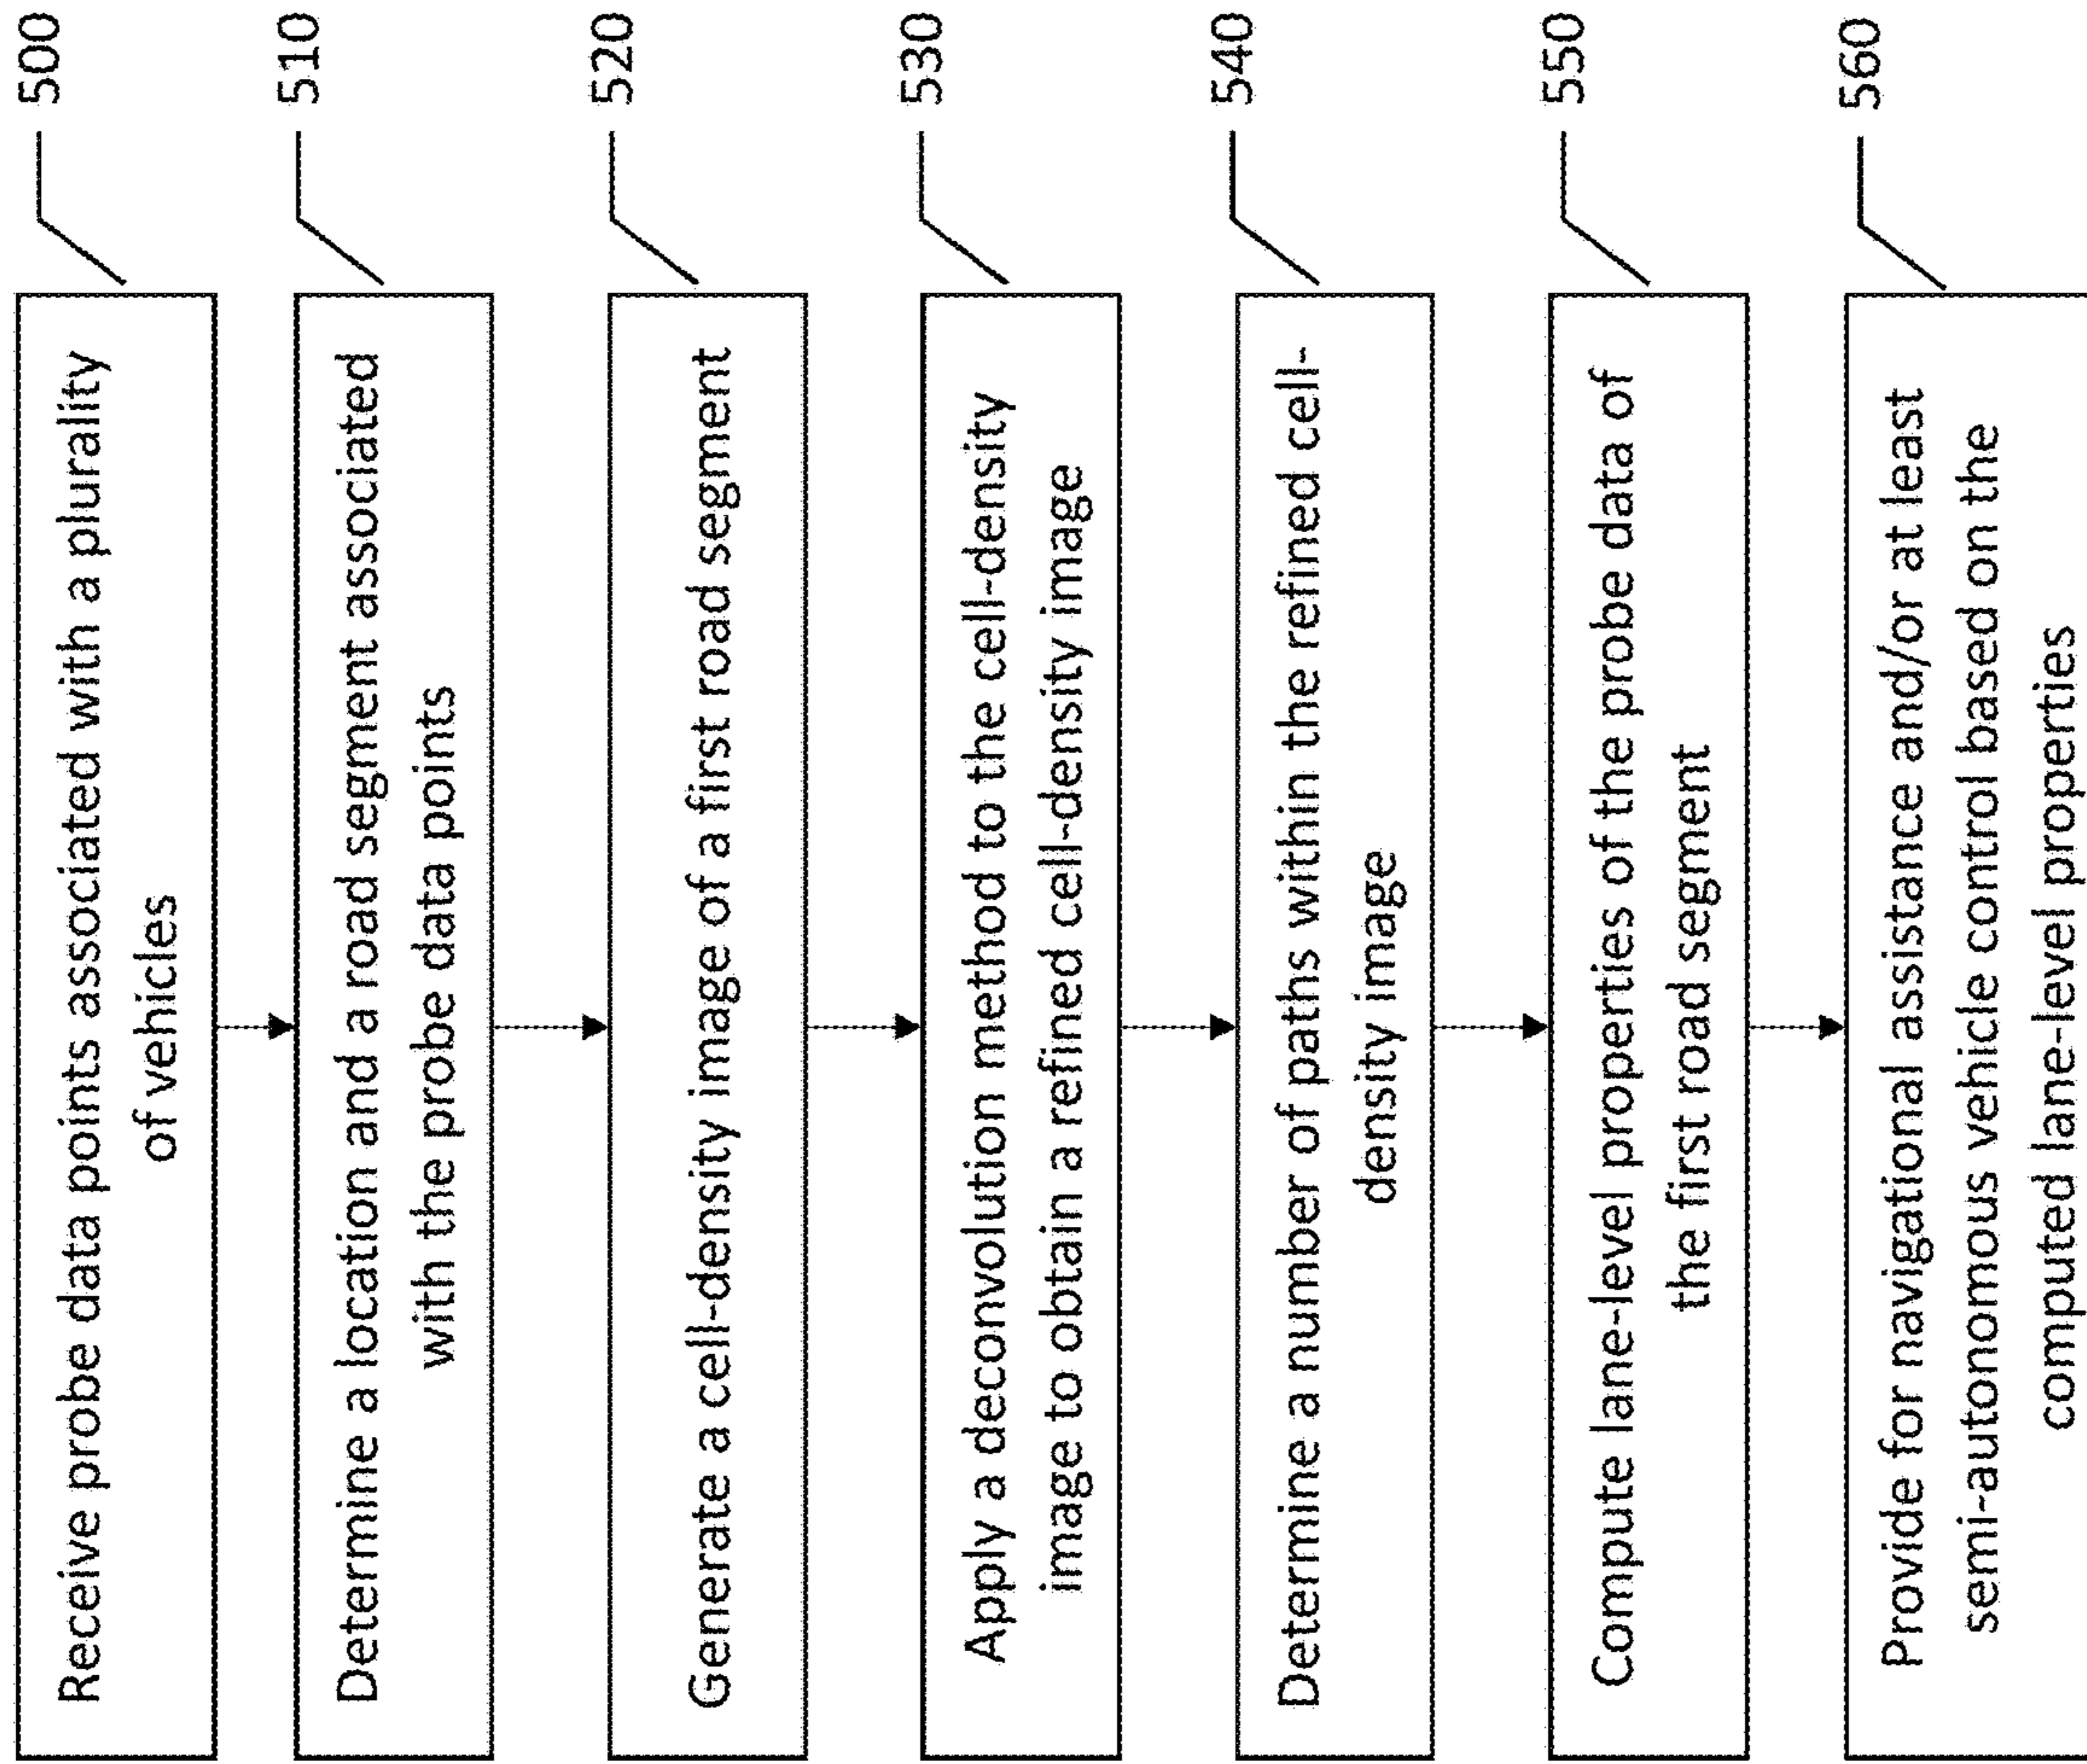 Receive probe data points associated with a plurality
of vehicles
500
Determine a location and a road segment associated
with the probe data points
510
Generate a cell-density image of a first road segment
520
Apply a deconvolution method to the cell-density
image to obtain a refined cell-density image
530
Determine a number of paths within the refined cell-
density image
540
Compute lane-level properties of the probe data of
the first road segment
550
Provide for navigational assistance and/or at least
semi-autonomous vehicle control based on the
computed lane-level properties
560